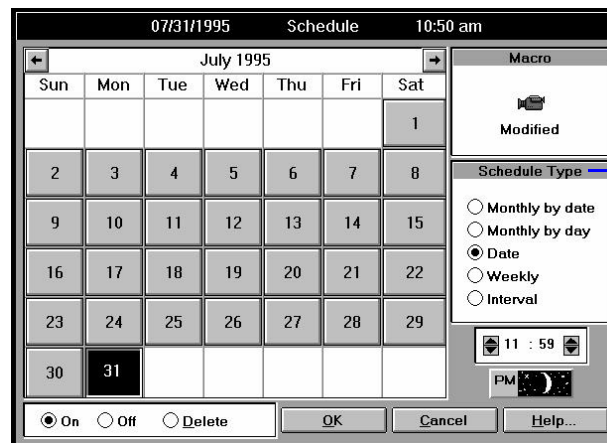 07/31/1995 Schedule 10:50 am
July 1995
Sun Mon Tue Wed Thu Fri Sat
1
2 3 4 5 6 7 8
9 10 11 12 13 14 15
16 17 18 19 20 21 22
23 24 25 26 27 28 29
30 31
Macro
Modified
Schedule Type
Monthly by date
Monthly by day
Date
Weekly
Interval
11 : 59
PM
On Off Delete OK Cancel Help...